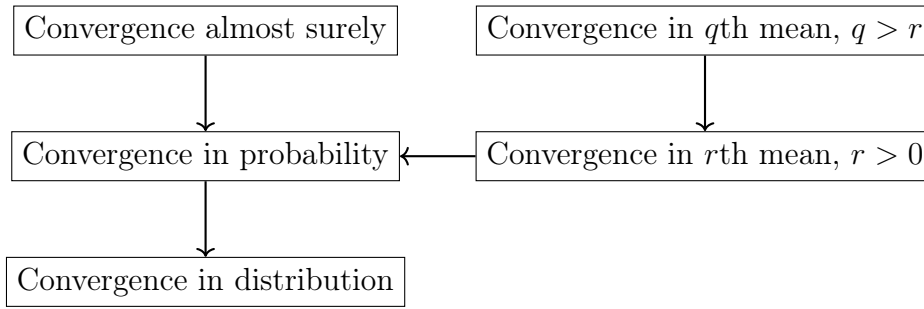 Convergence almost surely
Convergence in qth mean, q > r
Convergence in probability
Convergence in rth mean, r > 0
Convergence in distribution